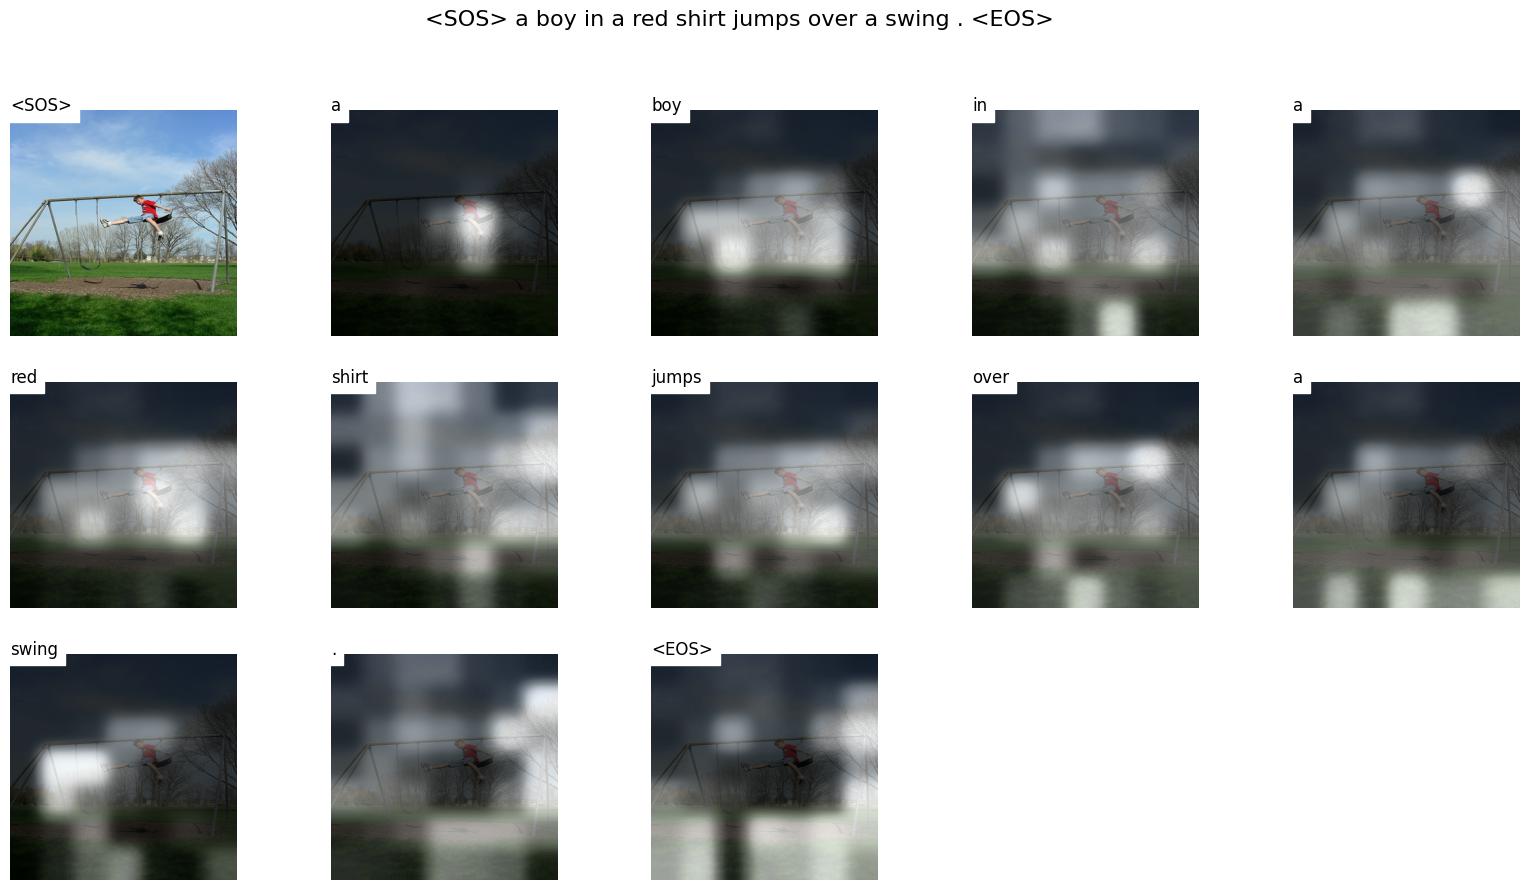 <SOS> a boy in a red shirt jumps over a swing . <EOS>
<SOS>
a
boy
in
a
red
shirt
jumps
over
a
swing
.
<EOS>